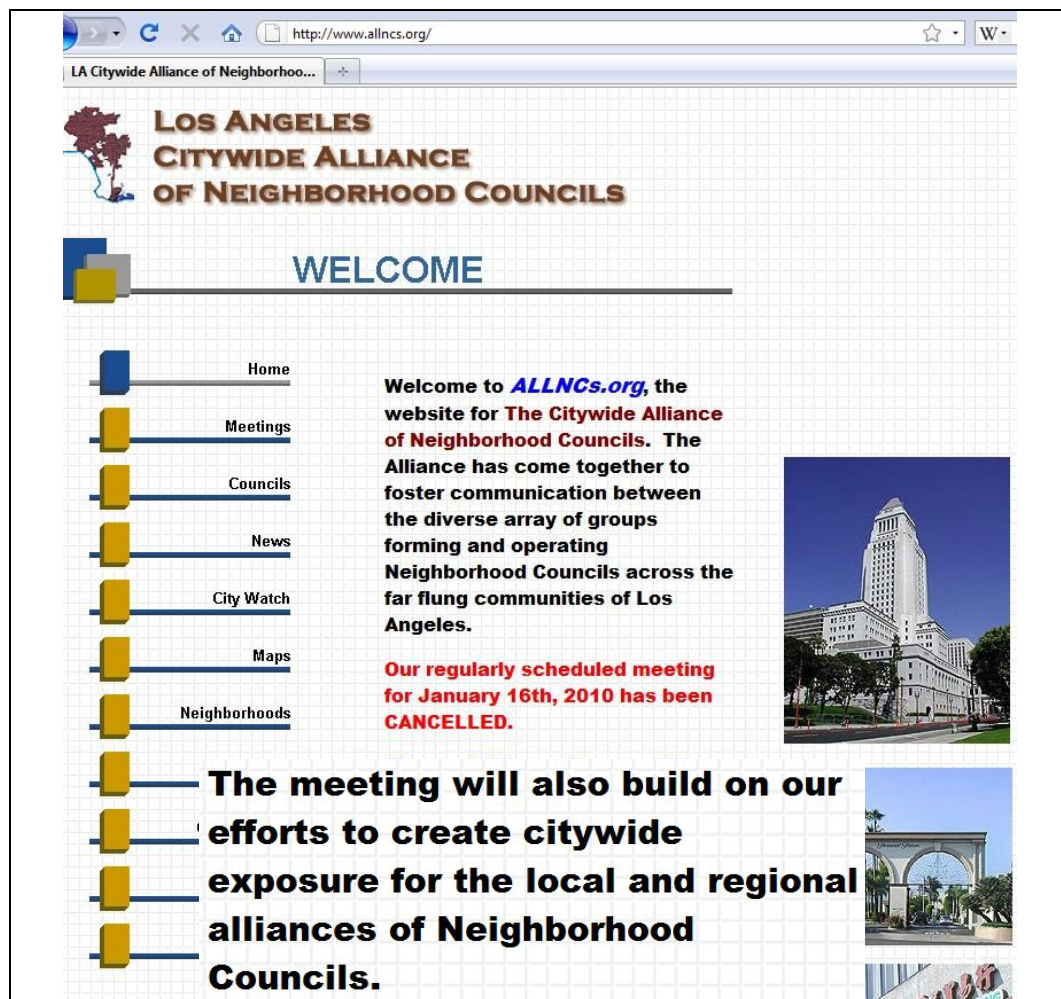 http://www.allncs.org/
W
LA Citywide Alliance of Neighborhoo...
LOS ANGELES
CITYWIDE ALLIANCE
OF NEIGHBORHOOD COUNCILS
WELCOME
Home
Meetings
Councils
News
City Watch
Maps
Neighborhoods
Welcome to ALLNCs.org, the
website for The Citywide Alliance
of Neighborhood Councils. The
Alliance has come together to
foster communication between
the diverse array of groups
forming and operating
Neighborhood Councils across the
far flung communities of Los
Angeles.
Our regularly scheduled meeting
for January 16th, 2010 has been
CANCELLED.
The meeting will also build on our
efforts to create citywide
exposure for the local and regional
alliances of Neighborhood
Councils.